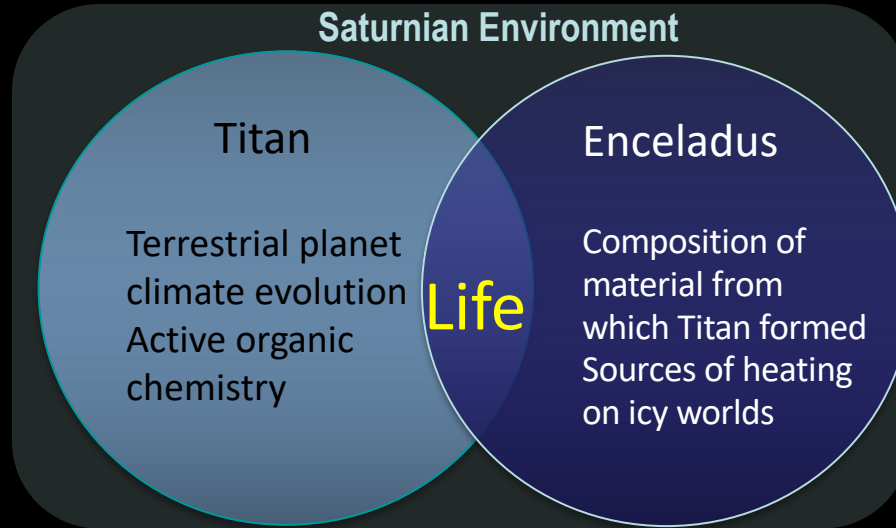 Saturnian Environment
Titan
Terrestrial planet
climate evolution
Active organic
chemistry
Life
Enceladus
Composition of
material from
which Titan formed
Sources of heating
on icy worlds